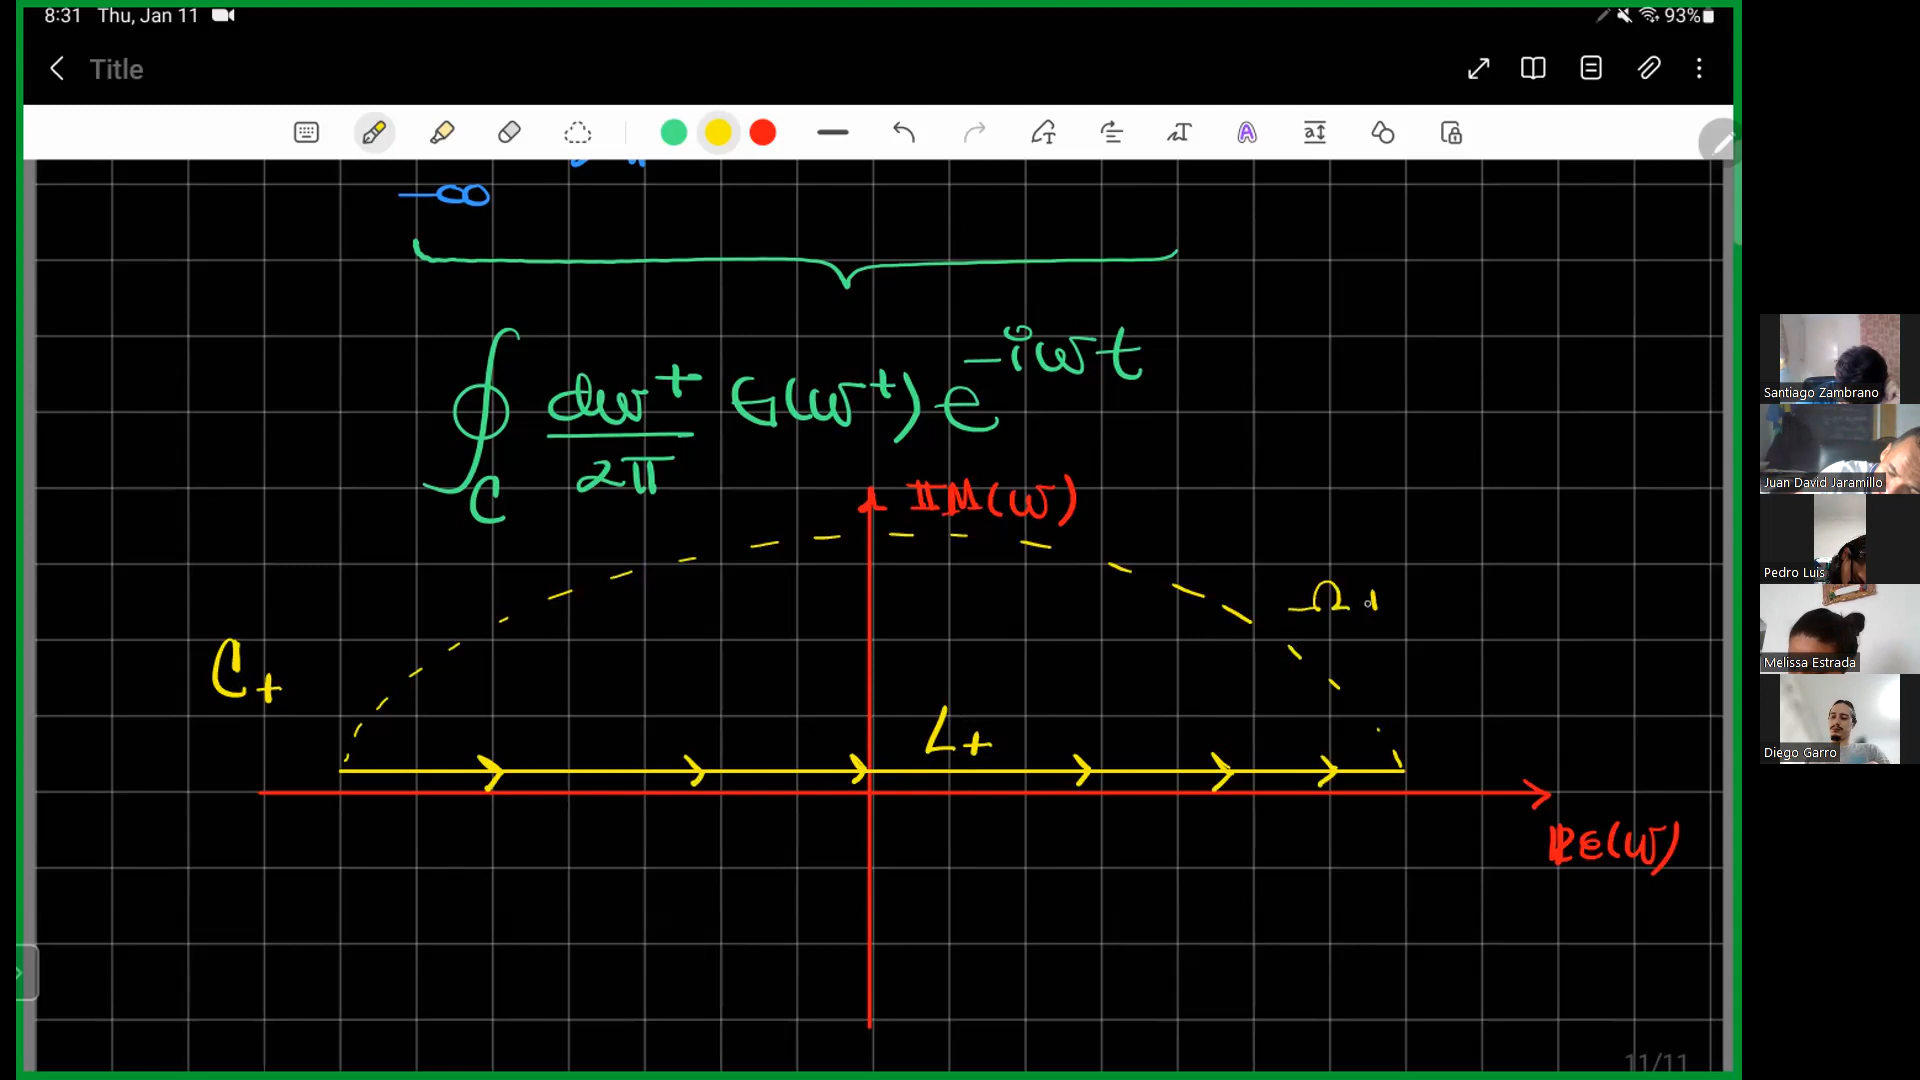 8:31 Thu, Jan 11 93%
Title
-∞
∮ dω⁺ G(ω⁺) e^{-iωt}
C 2π
IM(ω)
Ω
C₊
L₊
RE(ω)
11/11
Santiago Zambrano
Juan David Jaramillo
Pedro Luis
Melissa Estrada
Diego Garro